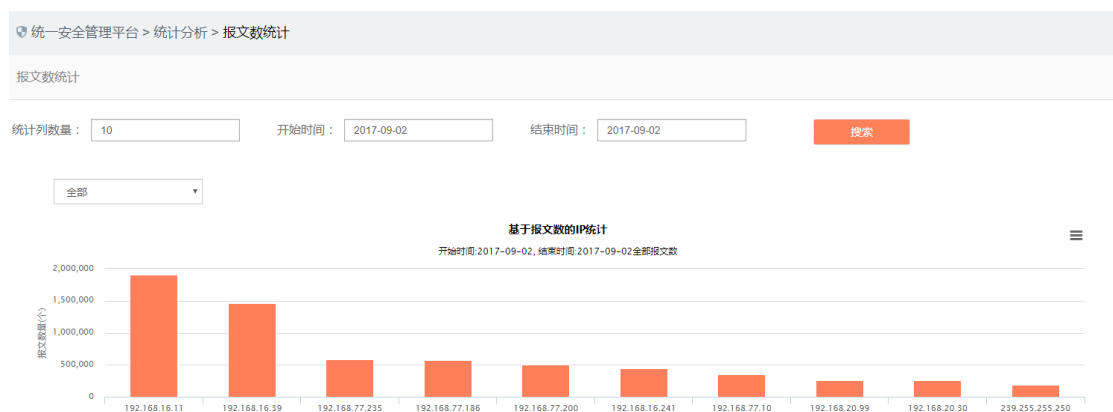 统一安全管理平台 > 统计分析 > 报文数统计
报文数统计
统计列数量： 10 开始时间： 2017-09-02 结束时间： 2017-09-02 搜索
全部
基于报文数的IP统计
开始时间:2017-09-02, 结束时间:2017-09-02全部报文数
报文数量(个)
2,000,000
1,500,000
1,000,000
500,000
0
192.168.16.11 192.168.16.39 192.168.77.235 192.168.77.186 192.168.77.200 192.168.16.241 192.168.77.10 192.168.20.99 192.168.20.30 239.255.255.250